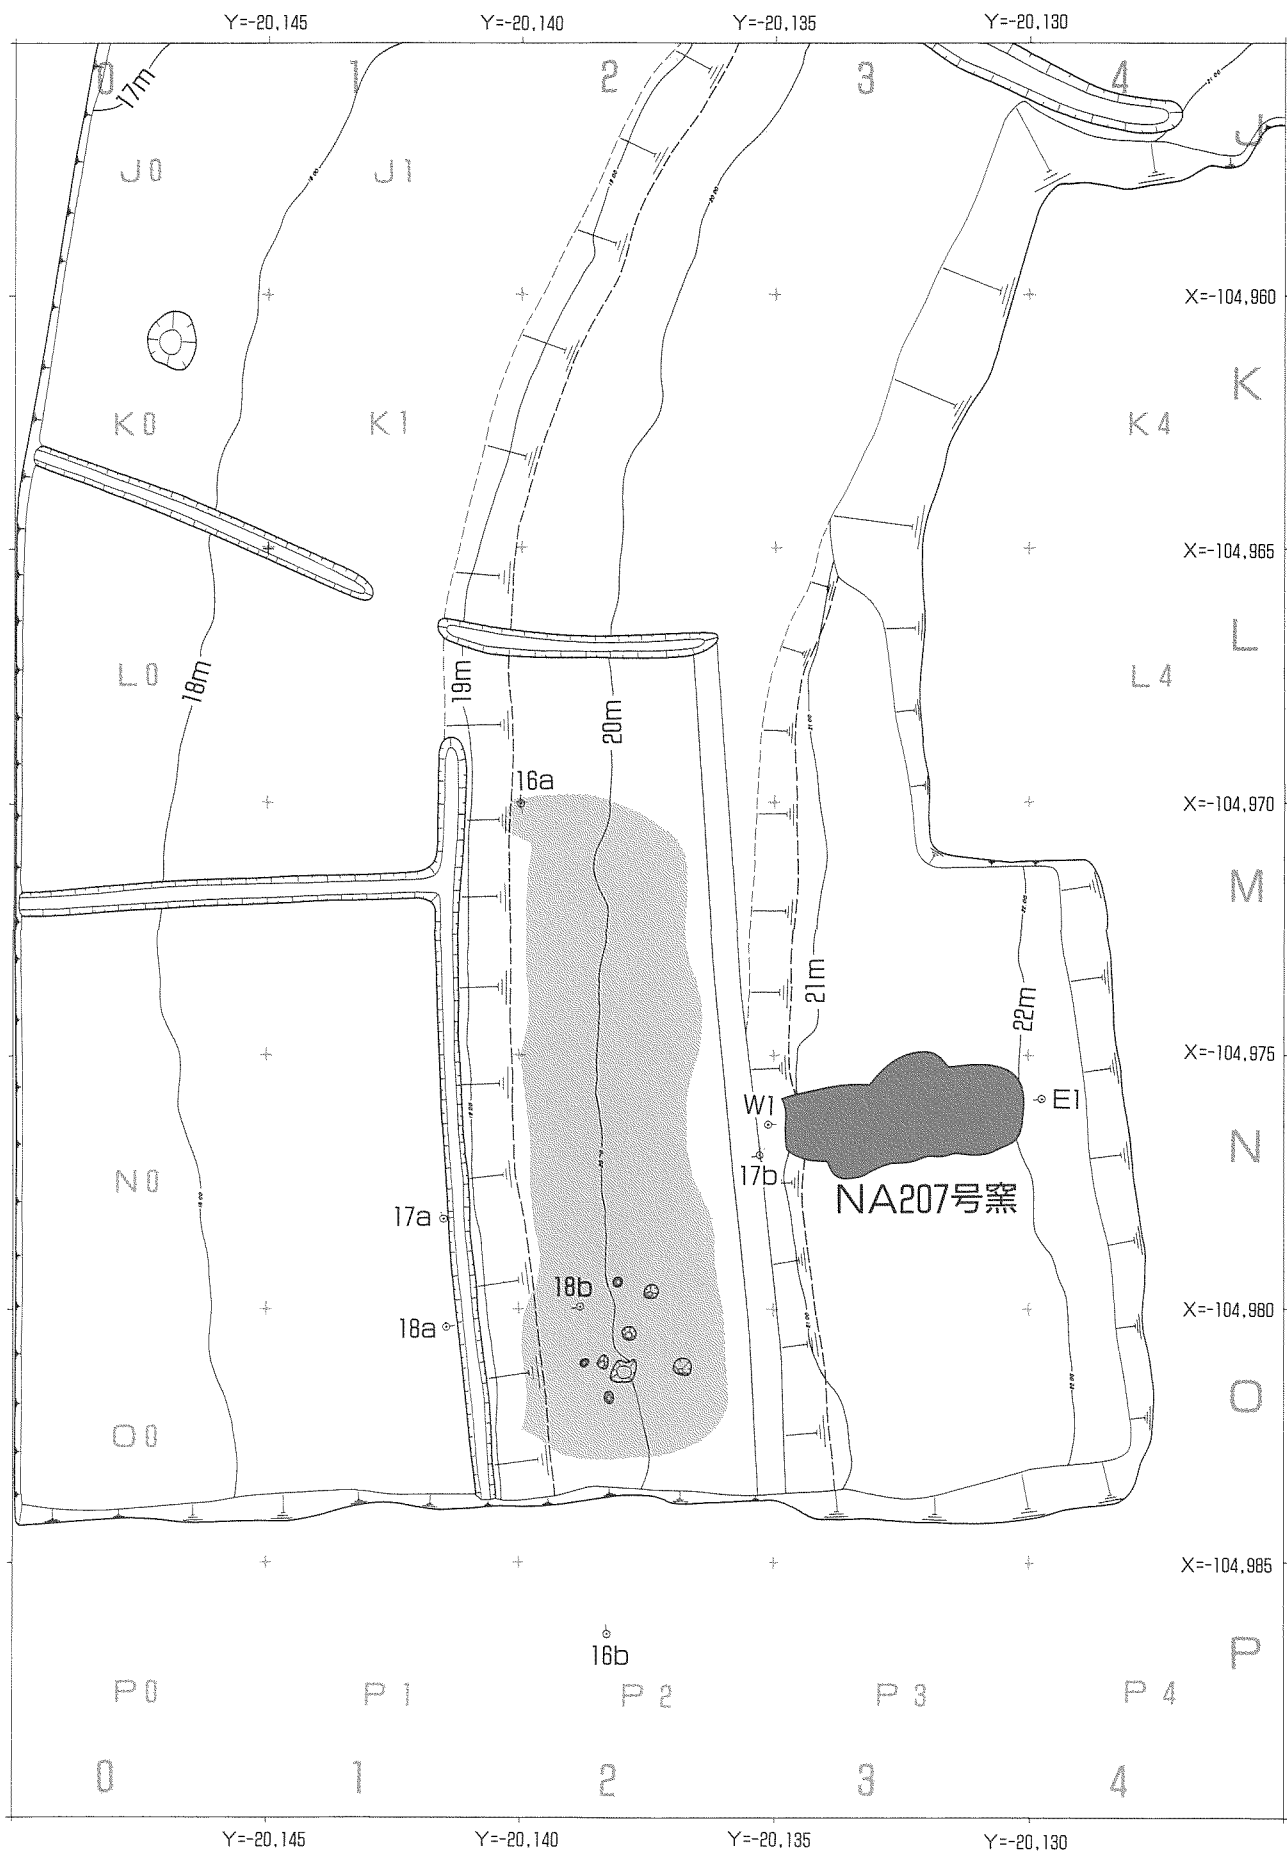 Y=-20,145 Y=-20,140 Y=-20,135 Y=-20,130
0 1 2 3 4
17m
J
J0 J1
X=-104,960
K
K0 K1 K4
X=-104,965
L
L0 18m 19m 20m L4
16a
X=-104,970
M
21m 22m
X=-104,975
W1 E1
N
17b
N0
NA207号窯
17a
18b
X=-104,980
18a
O
O0
X=-104,985
16b
P
P0 P1 P2 P3 P4
0 1 2 3 4
Y=-20,145 Y=-20,140 Y=-20,135 Y=-20,130